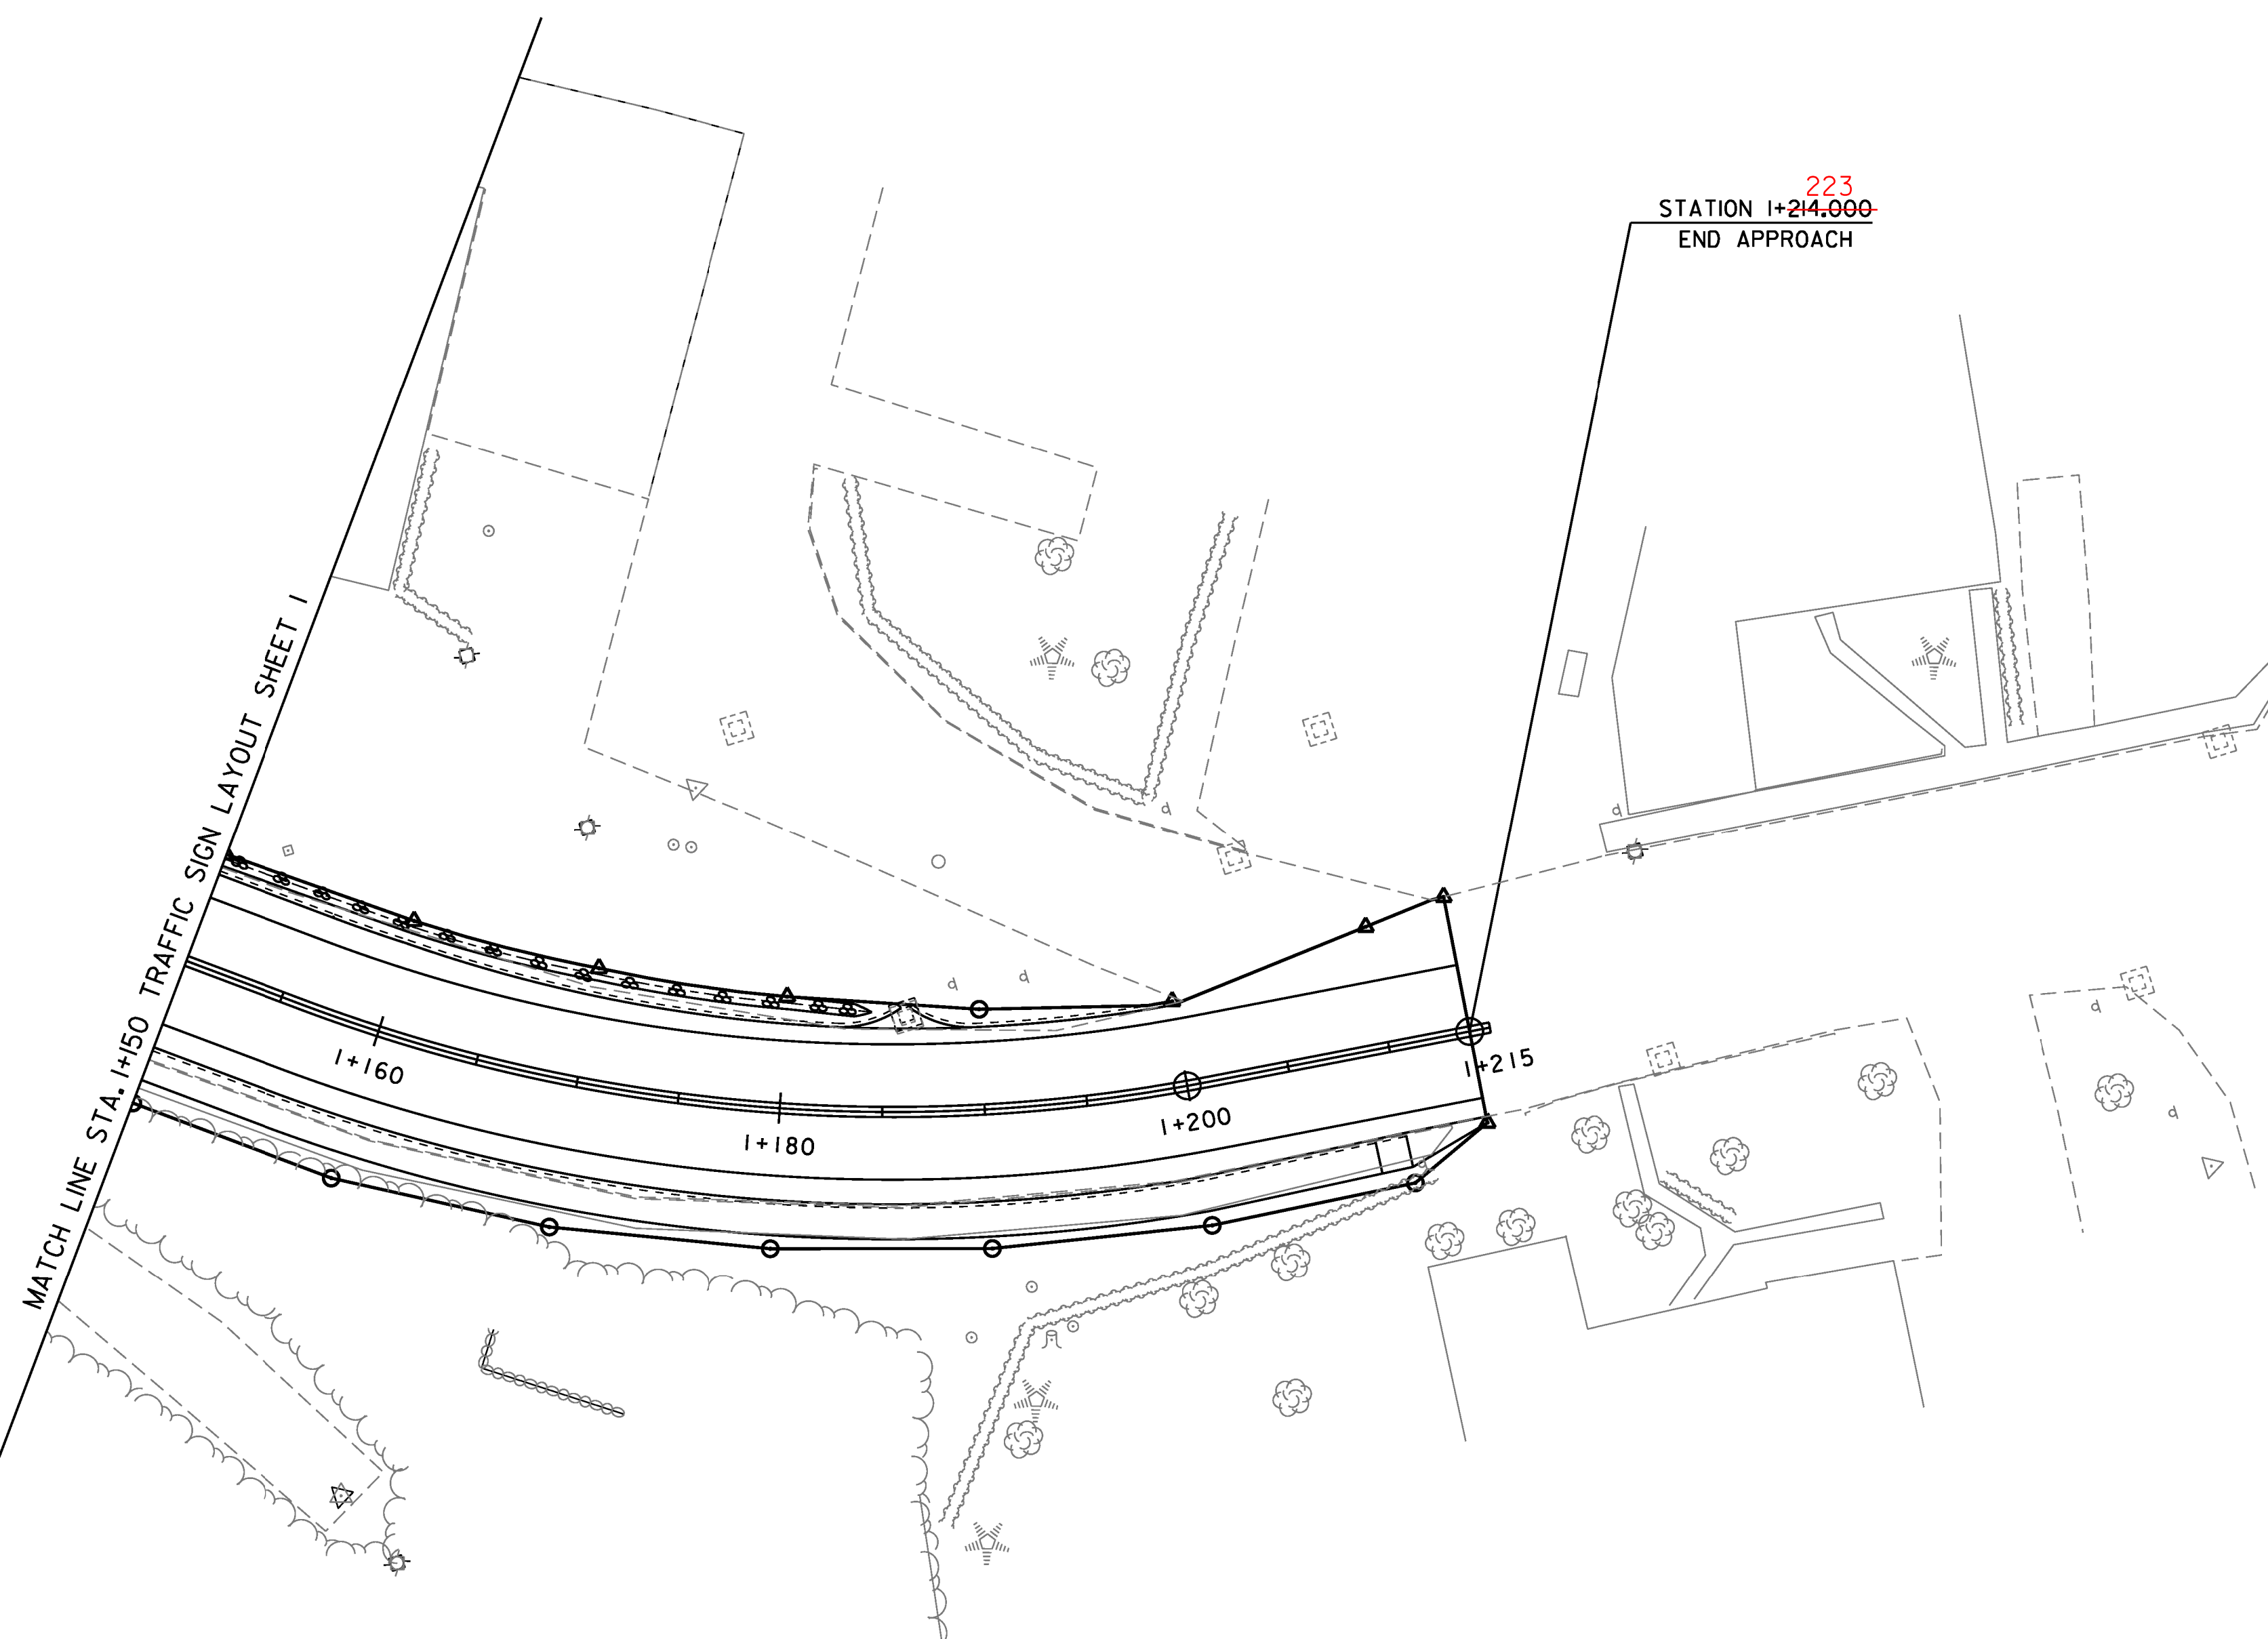 223
STATION 1+214.000
END APPROACH
MATCH LINE STA. 1+150 TRAFFIC SIGN LAYOUT SHEET 1
d
d
d
d
d
d
1+215
1+160
1+200
1+180